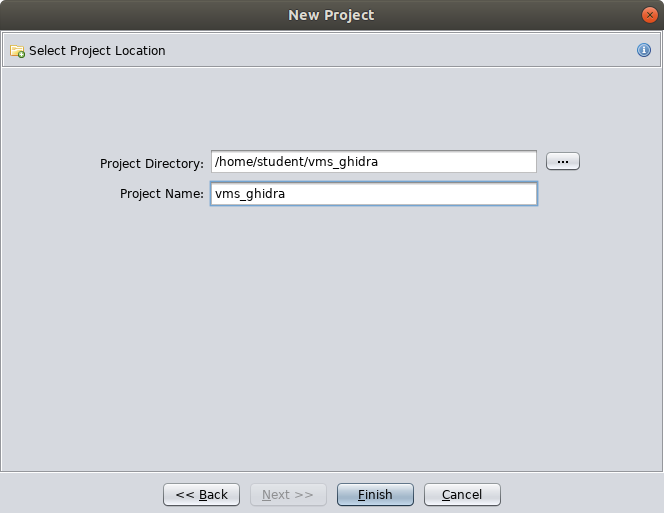 New Project
Select Project Location
Project Directory: /home/student/vms_ghidra ...
Project Name: vms_ghidra
<< Back Next >> Finish Cancel